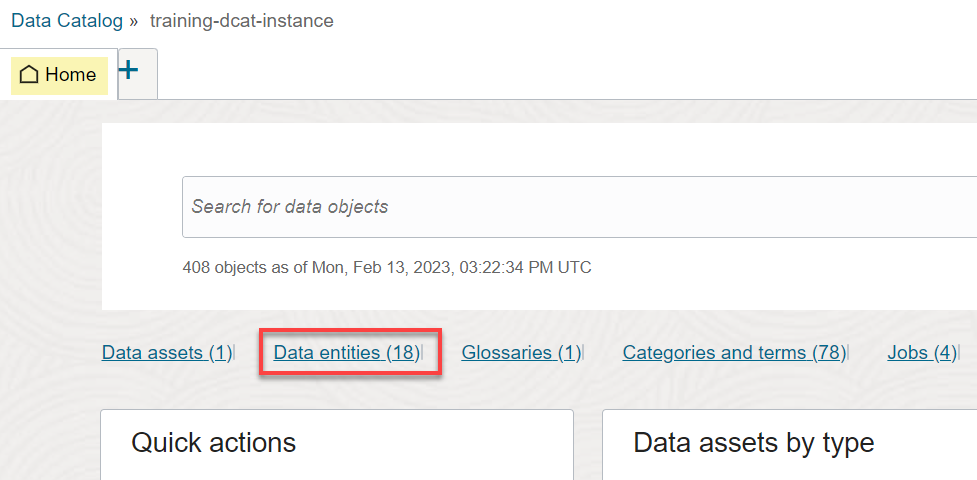 Data Catalog » training-dcat-instance
Home +
Search for data objects
408 objects as of Mon, Feb 13, 2023, 03:22:34 PM UTC
Data assets (1) Data entities (18) Glossaries (1) Categories and terms (78) Jobs (4)
Quick actions Data assets by type